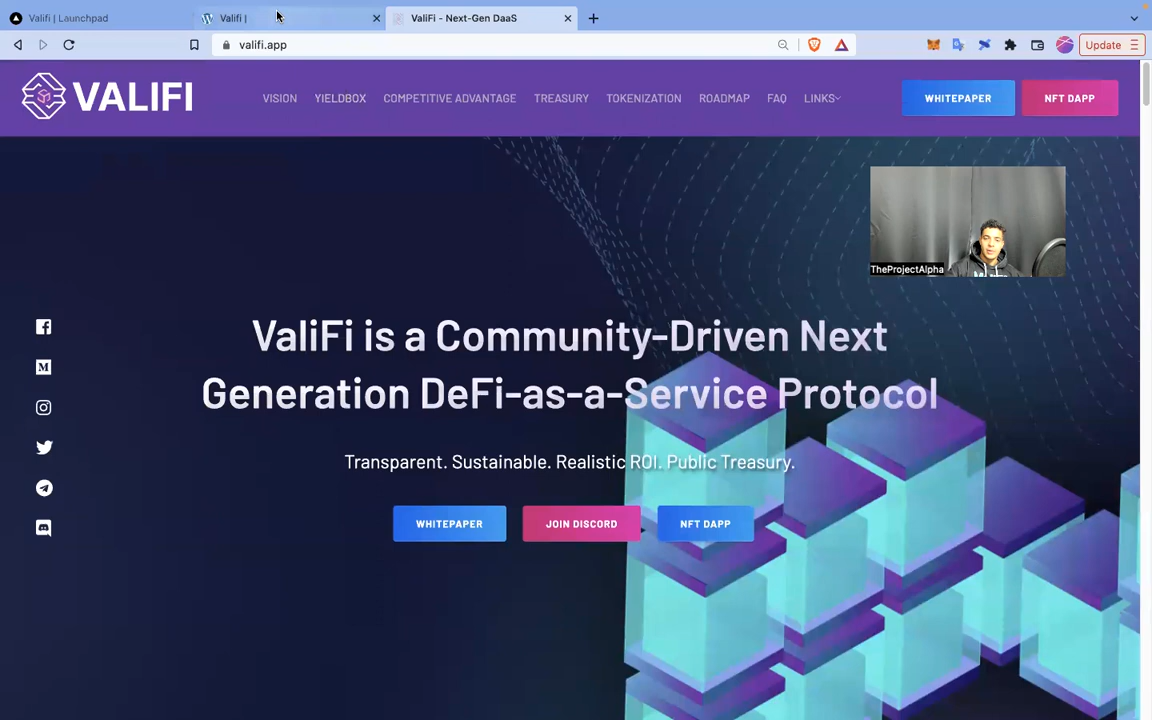 Valifi | Launchpad
Valifi |
ValiFi - Next-Gen DaaS
valifi.app
Update
VALIFI
VISION
YIELDBOX
COMPETITIVE ADVANTAGE
TREASURY
TOKENIZATION
ROADMAP
FAQ
LINKS
WHITEPAPER
NFT DAPP
TheProjectAlpha
ValiFi is a Community-Driven Next
Generation DeFi-as-a-Service Protocol
Transparent. Sustainable. Realistic ROI. Public Treasury.
WHITEPAPER
JOIN DISCORD
NFT DAPP